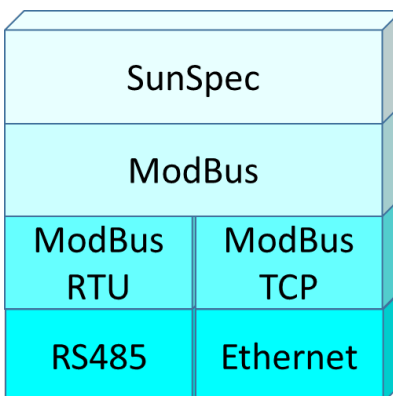 SunSpec
ModBus
ModBus
RTU
ModBus
TCP
RS485
Ethernet